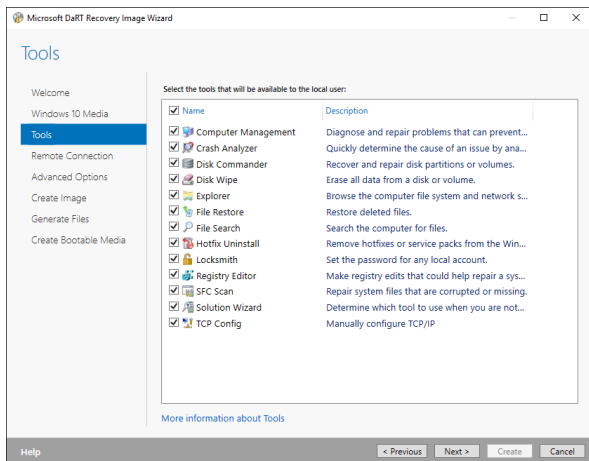 Microsoft DaRT Recovery Image Wizard
Tools
Welcome
Windows 10 Media
Tools
Remote Connection
Advanced Options
Create Image
Generate Files
Create Bootable Media
Select the tools that will be available to the local user:
Name Description
Computer Management Diagnose and repair problems that can prevent...
Crash Analyzer Quickly determine the cause of an issue by ana...
Disk Commander Recover and repair disk partitions or volumes.
Disk Wipe Erase all data from a disk or volume.
Explorer Browse the computer file system and network s...
File Restore Restore deleted files.
File Search Search the computer for files.
Hotfix Uninstall Remove hotfixes or service packs from the Win...
Locksmith Set the password for any local account.
Registry Editor Make registry edits that could help repair a sys...
SFC Scan Repair system files that are corrupted or missing.
Solution Wizard Determine which tool to use when you are not...
TCP Config Manually configure TCP/IP
More information about Tools
Help < Previous Next > Create Cancel